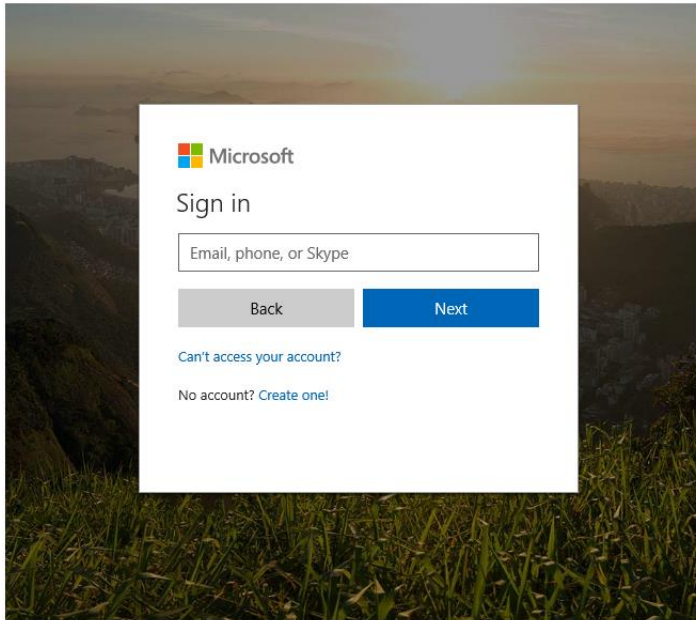 Microsoft
Sign in
Email, phone, or Skype
Back Next
Can't access your account?
No account? Create one!